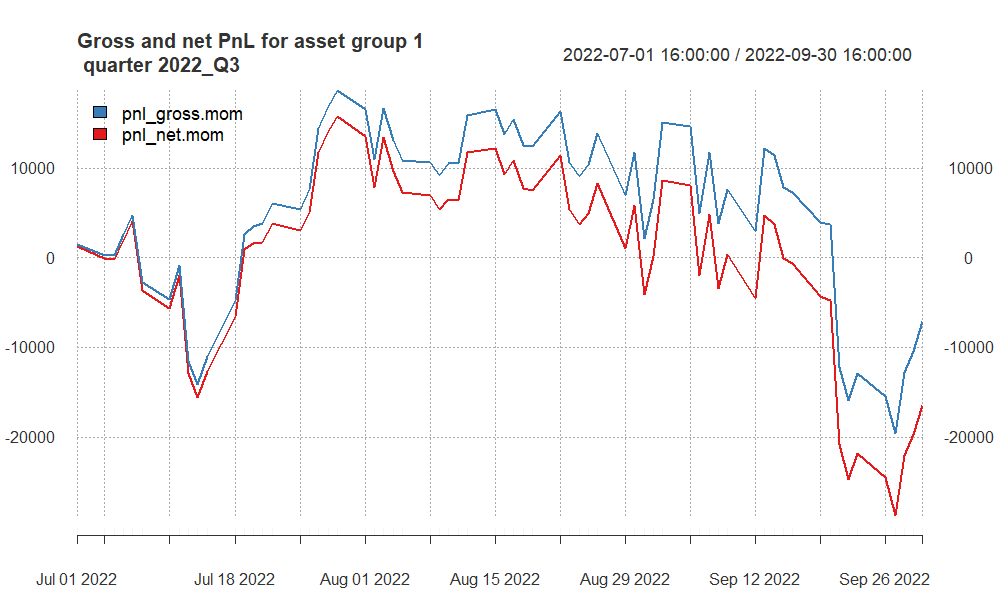 Gross and net PnL for asset group 1
quarter 2022_Q3
2022-07-01 16:00:00 / 2022-09-30 16:00:00
pnl_gross.mom
pnl_net.mom
10000 10000
0 0
-10000 -10000
-20000 -20000
Jul 01 2022 Jul 18 2022 Aug 01 2022 Aug 15 2022 Aug 29 2022 Sep 12 2022 Sep 26 2022